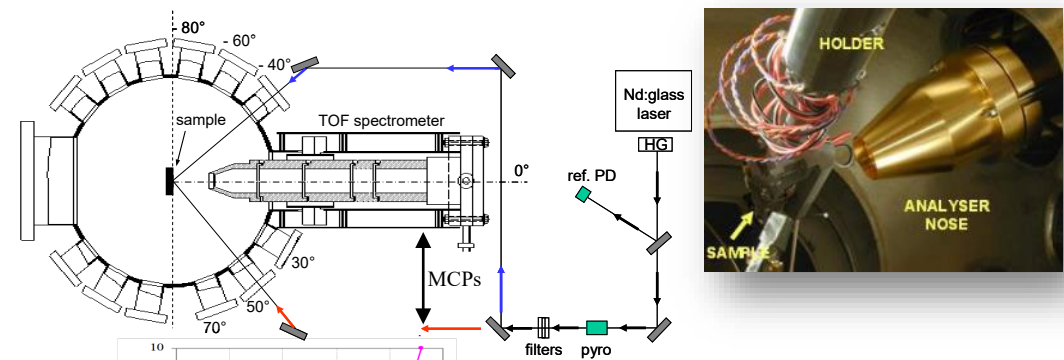 - 80°
- 60°
- 40°
sample
TOF spectrometer
0°
30°
50°
70°
MCPs
Nd:glass
laser
HG
ref. PD
filters
pyro
10
HOLDER
ANALYSER
NOSE
SAMPLE